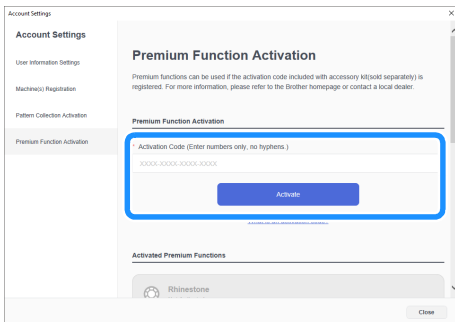 Account Settings
Account Settings
User Information Settings
Machine(s) Registration
Pattern Collection Activation
Premium Function Activation
Premium Function Activation
Premium functions can be used if the activation code included with accessory kit(sold separately) is
registered. For more information, please refer to the Brother homepage or contact a local dealer.
Premium Function Activation
* Activation Code (Enter numbers only, no hyphens.)
XXXX-XXXX-XXXX-XXXX
Activate
Activated Premium Functions
Rhinestone
Close